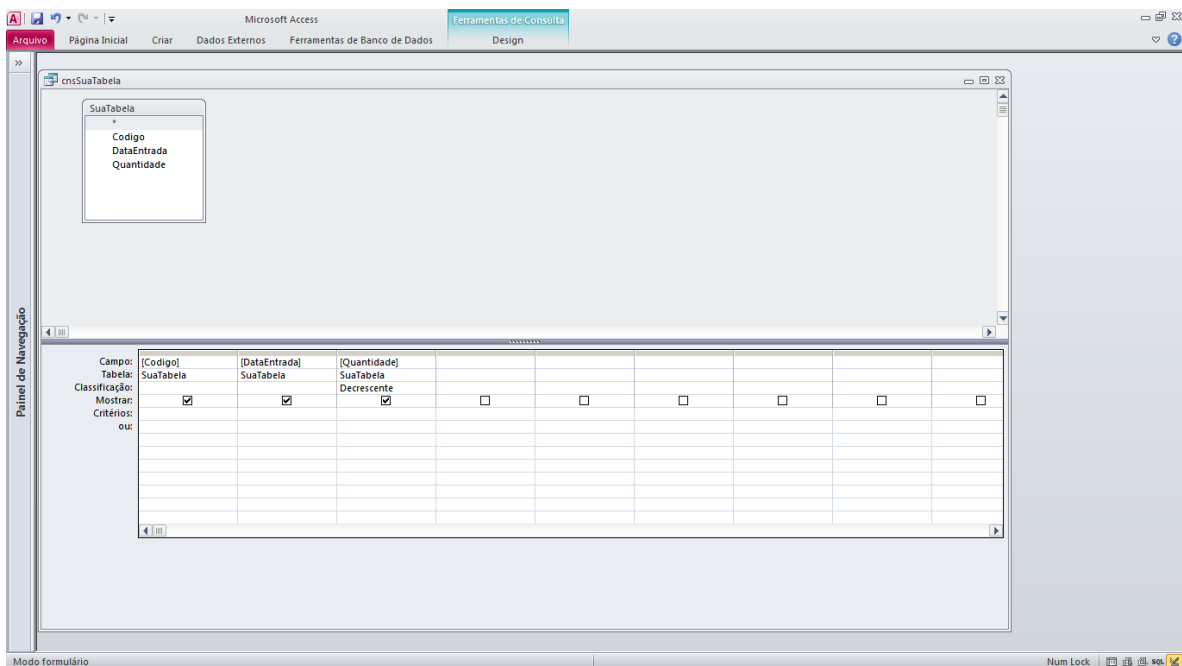 A Microsoft Access Ferramentas de Consulta
Arquivo Página Inicial Criar Dados Externos Ferramentas de Banco de Dados Design
»
cnsSuaTabela
SuaTabela
*
Codigo
DataEntrada
Quantidade
Painel de Navegação
Campo: [Codigo] [DataEntrada] [Quantidade]
Tabela: SuaTabela SuaTabela SuaTabela
Classificação: Decrescente
Mostrar:
Critérios:
ou:
Modo formulário Num Lock SQL